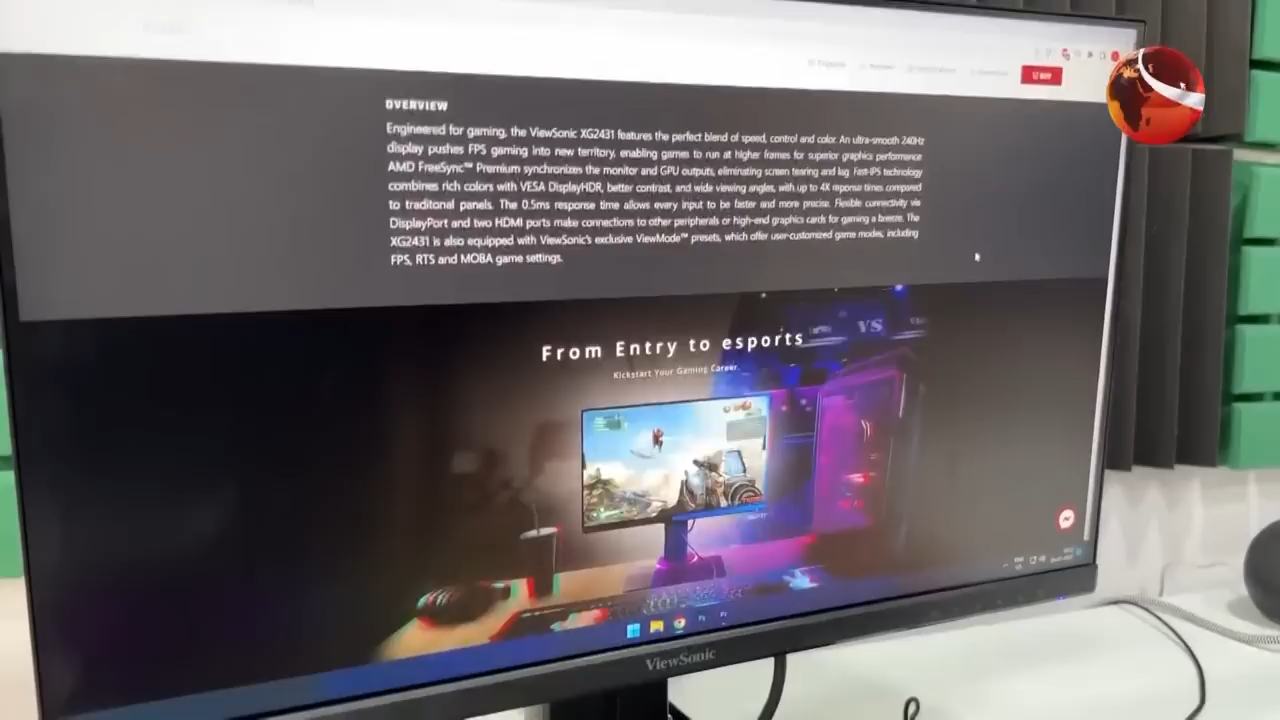 BUY
OVERVIEW
Engineered for gaming, the ViewSonic XG2431 features the perfect blend of speed, control and color. An ultra-smooth 240Hz
display pushes FPS gaming into new territory, enabling games to run at higher frames for superior graphics performance
AMD FreeSync™ Premium synchronizes the monitor and GPU outputs, eliminating screen tearing and lag. Fast-IPS technology
combines rich colors with VESA DisplayHDR, better contrast, and wide viewing angles, with up to 4X reponse times compared
to traditonal panels. The 0.5ms response time allows every input to be faster and more precise. Flexible connectivity via
DisplayPort and two HDMI ports make connections to other peripherals or high-end graphics cards for gaming a breeze. The
XG2431 is also equipped with ViewSonic's exclusive ViewMode™ presets, which offer user-customized game modes, including
FPS, RTS and MOBA game settings.
VS
From Entry to esports
Kickstart Your Gaming Career.
ViewSonic